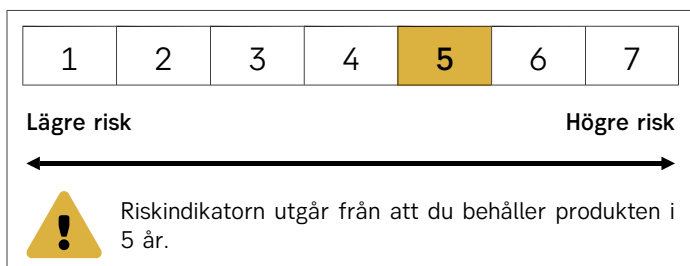 1 2 3 4 5 6 7
Lägre risk Högre risk
Riskindikatorn utgår från att du behåller produkten i
5 år.